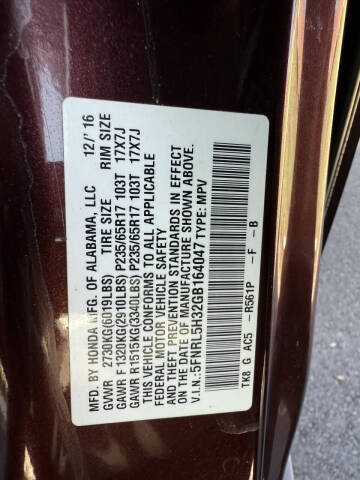 MFG. BY HONDA MFG. OF ALABAMA, LLC 12/'16
GVWR 2730KG(6019LBS) TIRE SIZE RIM SIZE
GAWR F 1320KG(2910LBS) P235/65R17 103T 17X7J
GAWR R 1515KG(3340LBS) P235/65R17 103T 17X7J
THIS VEHICLE CONFORMS TO ALL APPLICABLE
FEDERAL MOTOR VEHICLE SAFETY
AND THEFT PREVENTION STANDARDS IN EFFECT
ON THE DATE OF MANUFACTURE SHOWN ABOVE.
V.I.N.:5FNRL5H32GB164047 TYPE: MPV
TK8 G AC5 -R561P -F -B